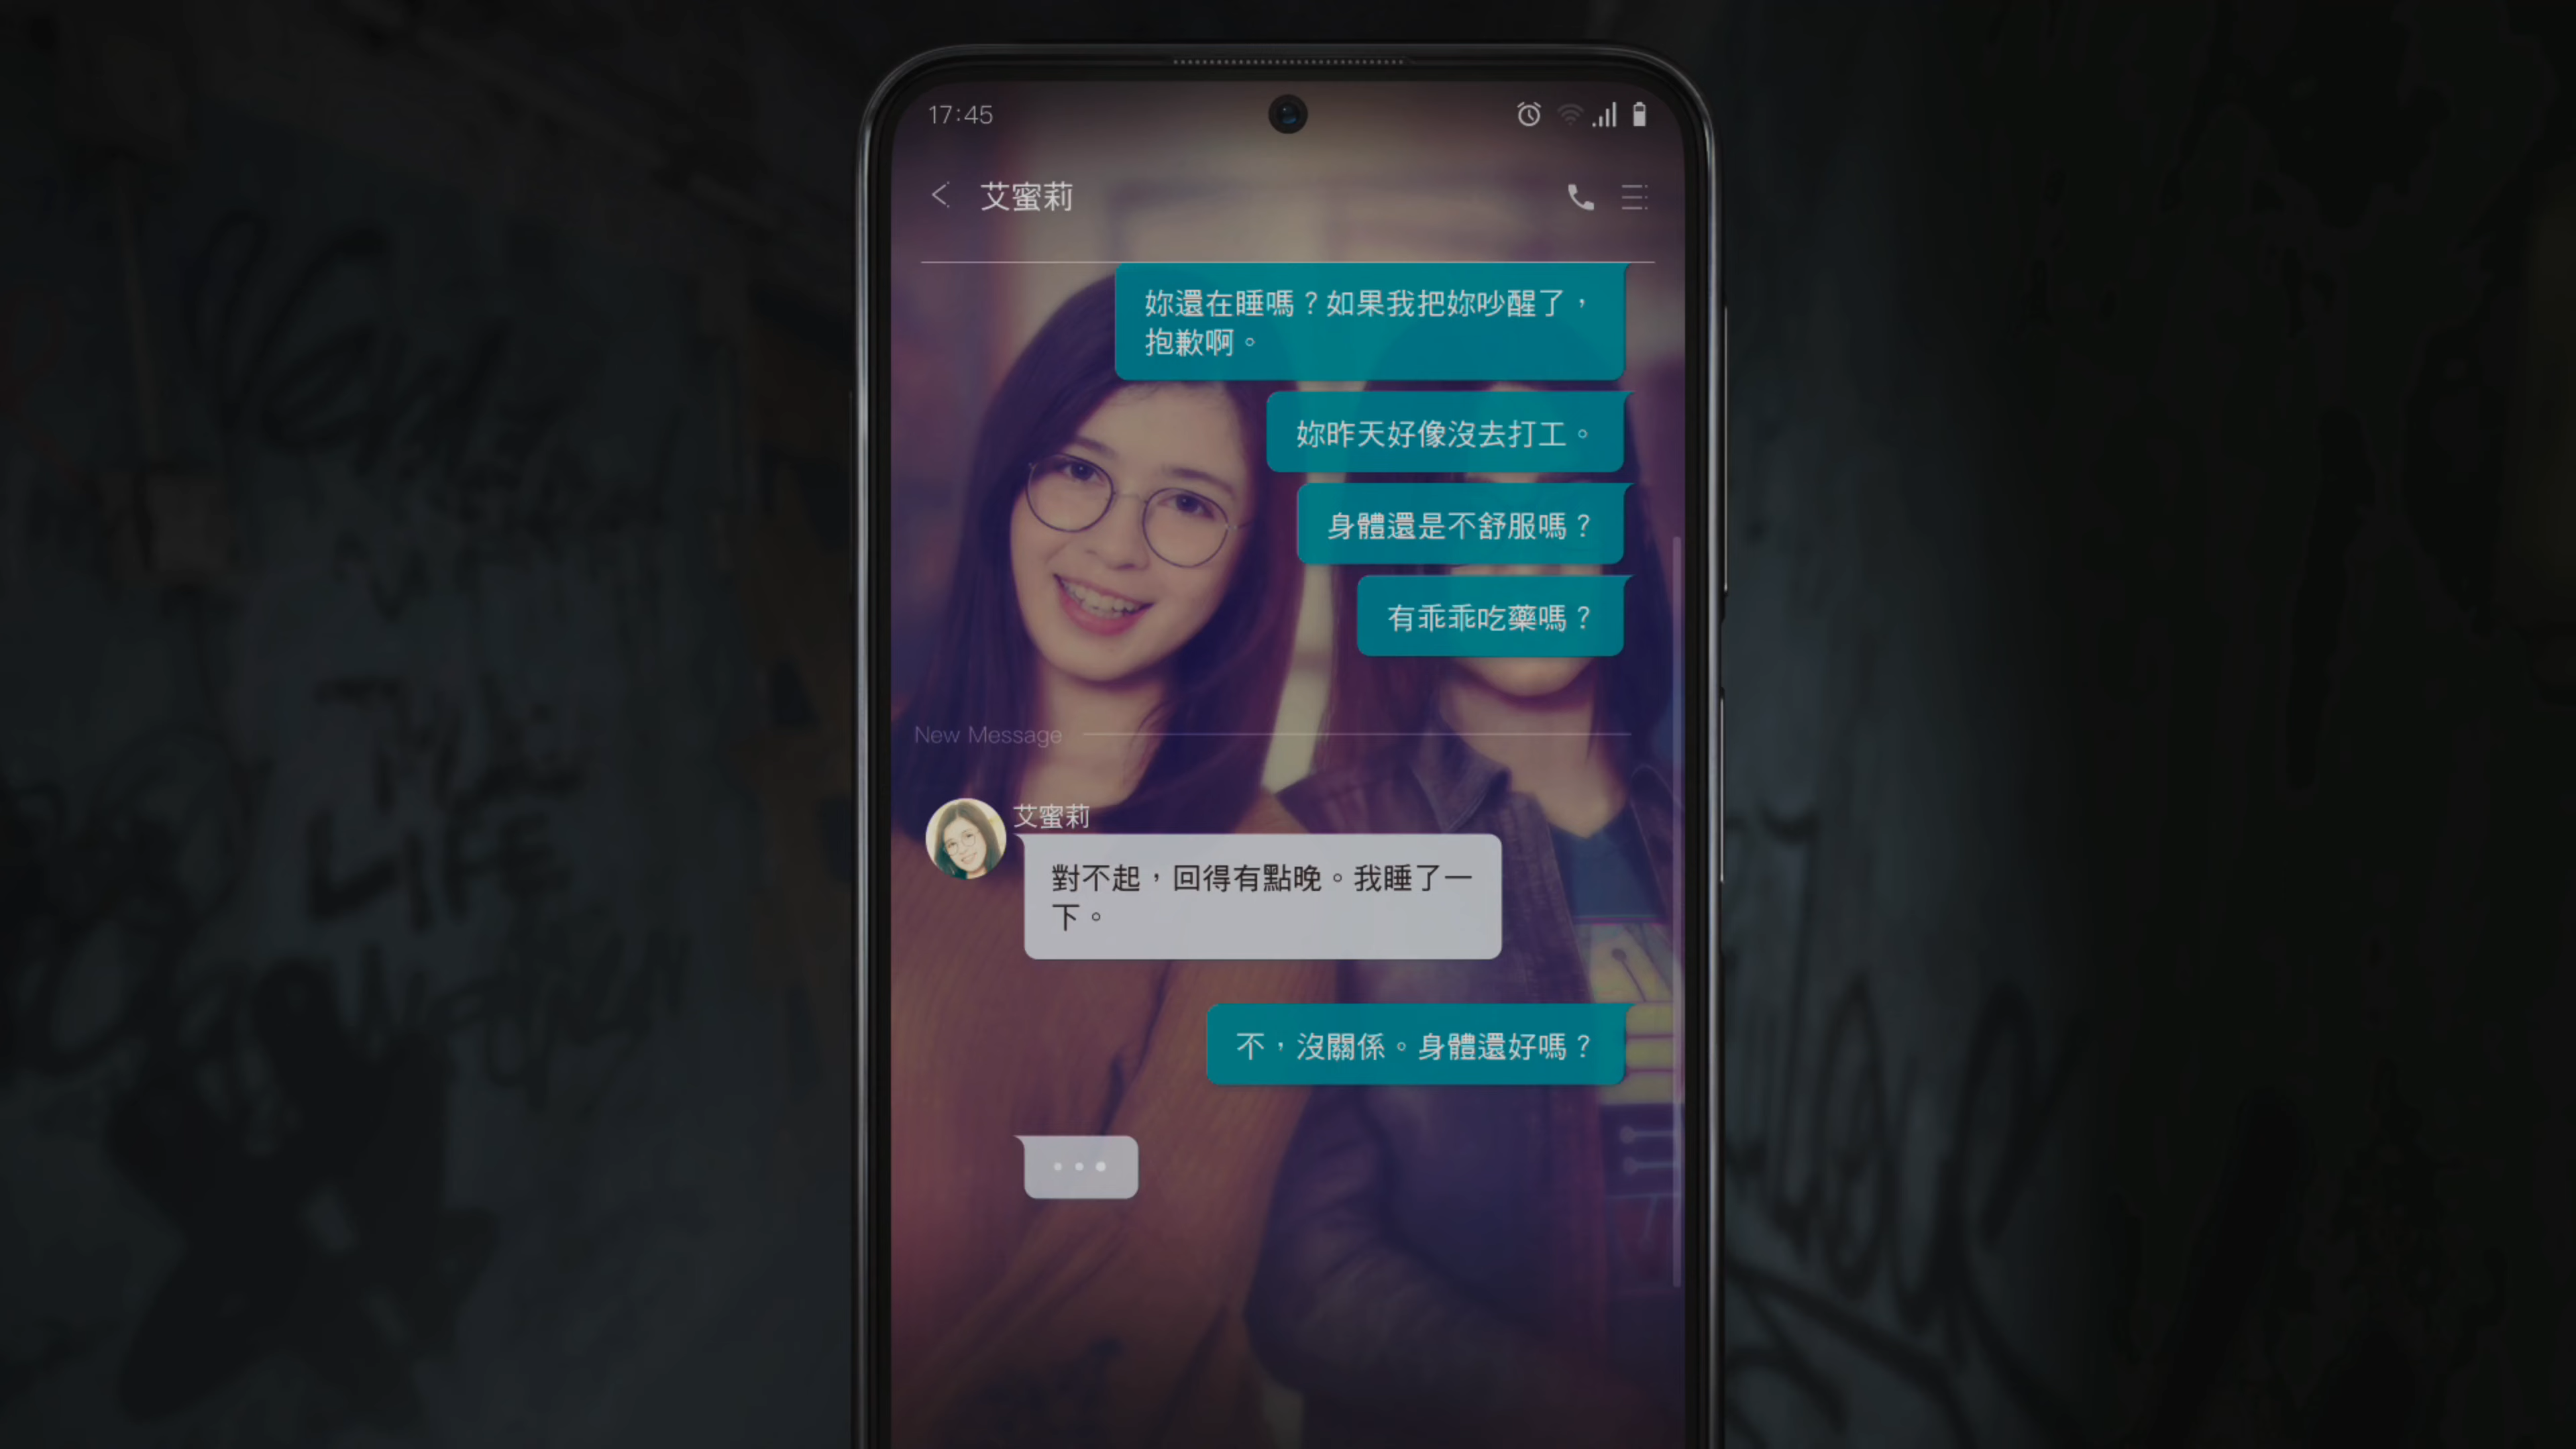 17:45
艾蜜莉
妳還在睡嗎？如果我把妳吵醒了，
抱歉啊。
妳昨天好像沒去打工。
身體還是不舒服嗎？
有乖乖吃藥嗎？
New Message
艾蜜莉
對不起，回得有點晚。我睡了一
下。
不，沒關係。身體還好嗎？
LIFE